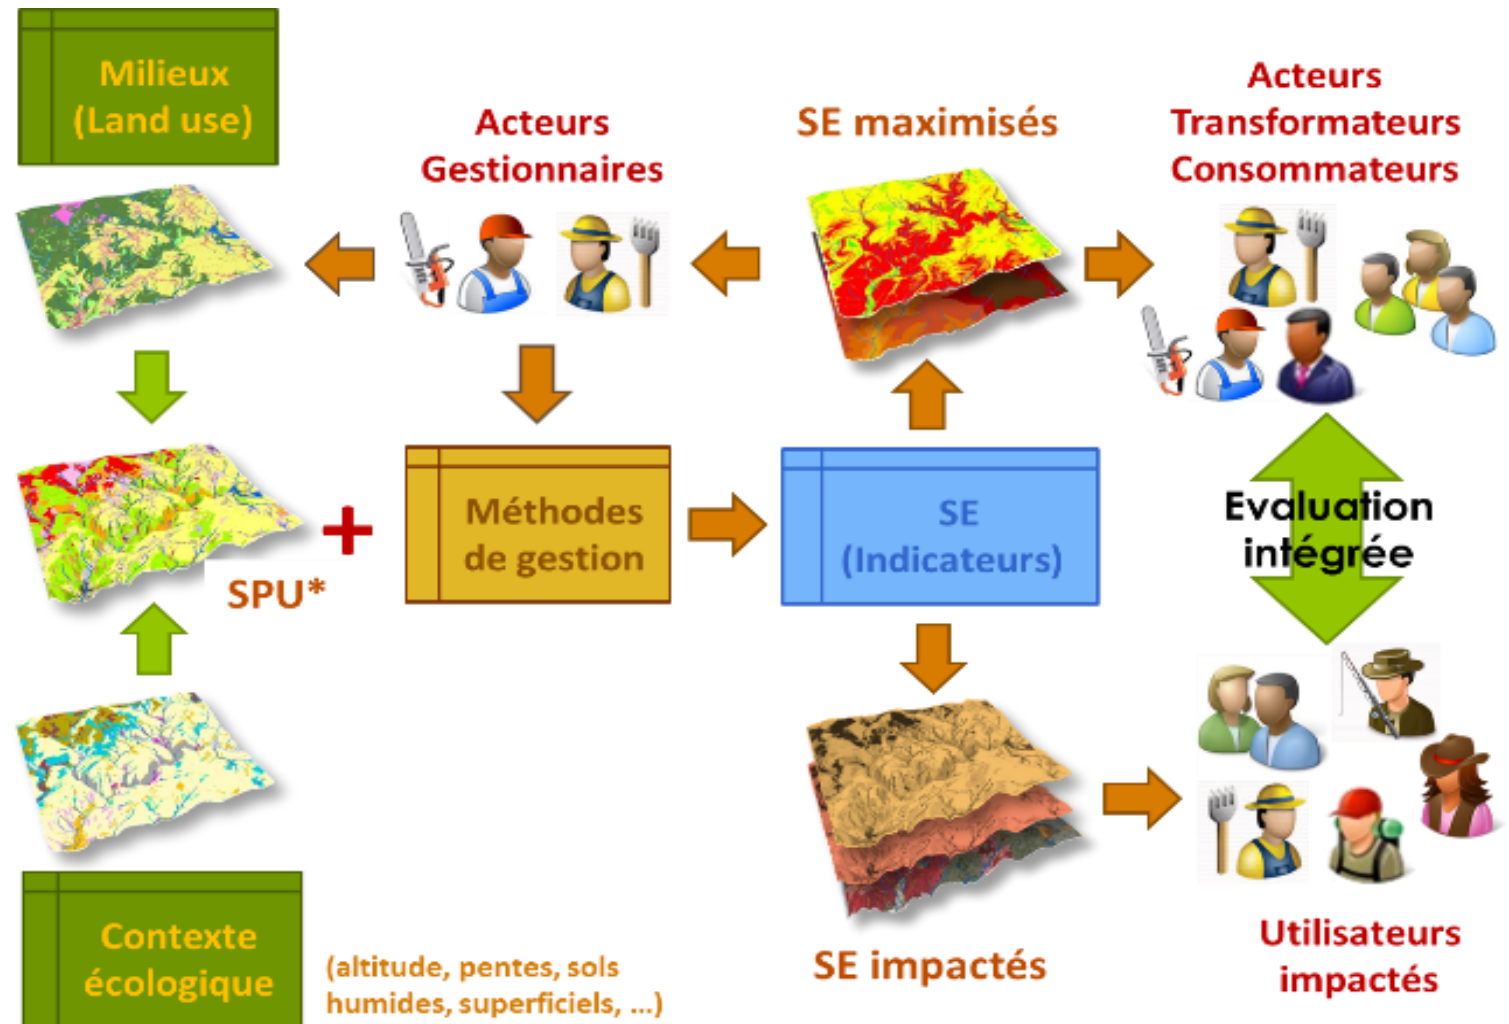 Milieux
(Land use)
Acteurs
Gestionnaires
SE maximisés
Acteurs
Transformateurs
Consommateurs
SPU*
+
Méthodes
de gestion
SE
(Indicateurs)
Evaluation
intégrée
Contexte
écologique
(altitude, pentes, sols
humides, superficiels, ...)
SE impactés
Utilisateurs
impactés